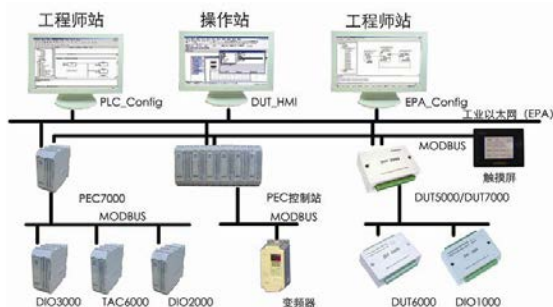 工程师站
操作站
工程师站
PLC_Config
DUT_HMI
EPA_Config
工业以太网 (EPA)
MODBUS
触摸屏
PEC7000
PEC控制站
DUT5000/DUT7000
MODBUS
MODBUS
DIO3000
TAC6000
DIO2000
变频器
DUT6000
DIO1000